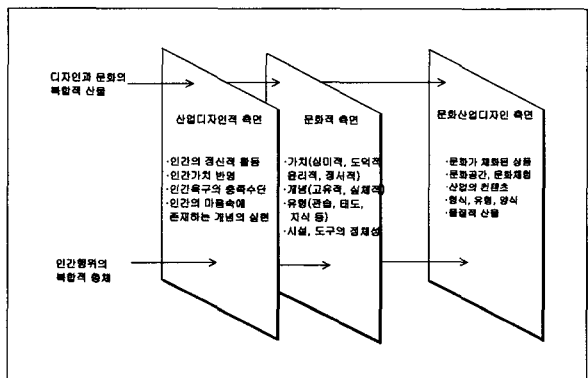 디자인과 문화의
복합적 산물
인간행위의
복합적 총체
산업디자인적 측면
·인간의 정신적 활동
·인간가치 반영
·인간욕구의 충족수단
·인간의 마음속에
존재하는 개념의 실현
문화적 측면
·가치(심미적, 도덕적
윤리적, 정서적)
·개념(고유적, 실체적)
·유형(관습, 태도,
지식 등)
·시설, 도구의 정체성
문화산업디자인 측면
·문화가 체화된 상품
·문화공간, 문화체험
·산업의 컨텐츠
·형식, 유형, 양식
·물질적 산물